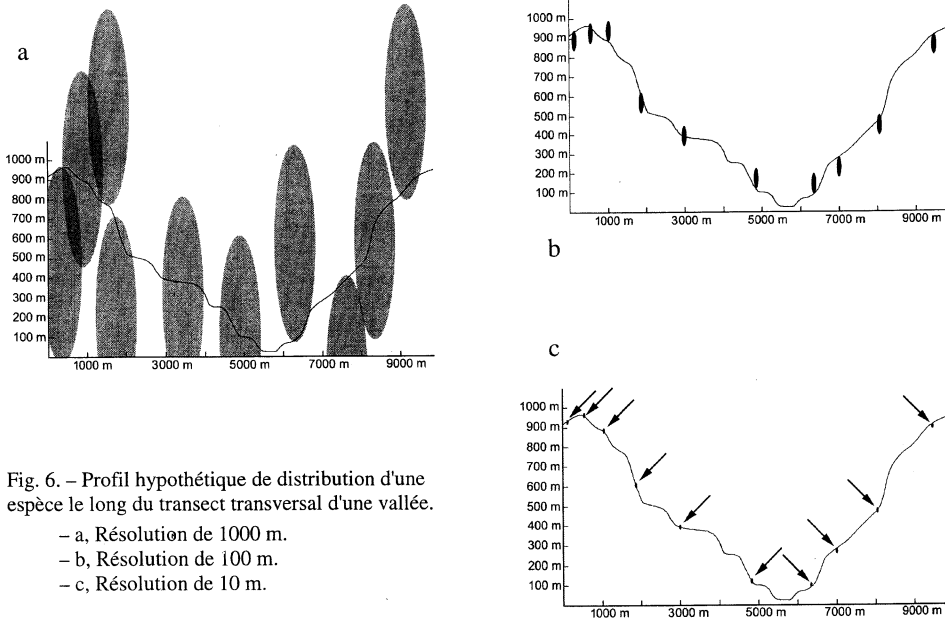 a
1000 m
900 m
800 m
700 m
600 m
500 m
400 m
300 m
200 m
100 m
1000 m 3000 m 5000 m 7000 m 9000 m
1000 m
900 m
800 m
700 m
600 m
500 m
400 m
300 m
200 m
100 m
1000 m 3000 m 5000 m 7000 m 9000 m
b
c
1000 m
900 m
800 m
700 m
600 m
500 m
400 m
300 m
200 m
100 m
1000 m 3000 m 5000 m 7000 m 9000 m
Fig. 6. – Profil hypothétique de distribution d'une
espèce le long du transect transversal d'une vallée.
– a, Résolution de 1000 m.
– b, Résolution de 100 m.
– c, Résolution de 10 m.